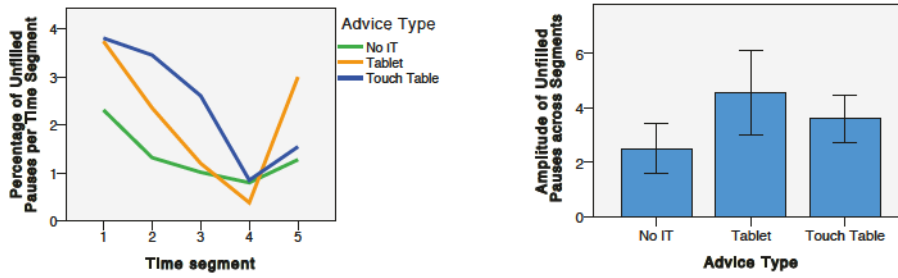 Percentage of Unfilled
Pauses per Time Segment
4
3
2
1
0
1 2 3 4 5
Time segment
Advice Type
No IT
Tablet
Touch Table
Amplitude of Unfilled
Pauses across Segments
6
4
2
0
No IT Tablet Touch Table
Advice Type